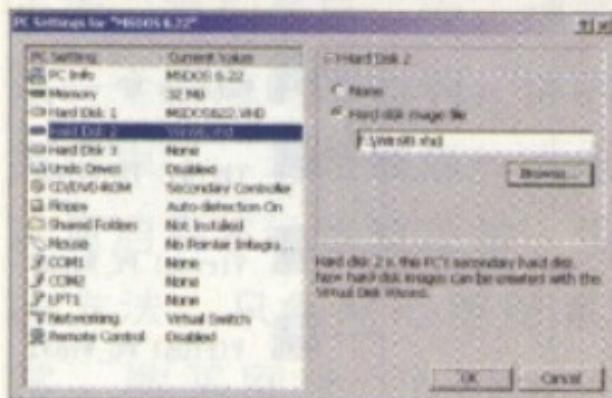 PC Settings for "MSDOS 6.22"
PC Setting Current Value
PC Info MSDOS 6.22
Memory 32 MB
Hard Disk 1 MSDOS622.VHD
Hard Disk 2
Hard Disk 3 None
Undo Drives Disabled
CD/DVD-ROM Secondary Controller
Floppy Auto-detection On
Shared Folders Not Installed
Mouse No Pointer Integra...
COM1 None
COM2 None
LPT1 None
Networking Virtual Switch
Remote Control Disabled
Hard Disk 2
None
Hard disk image file
Browse...
Hard disk 2 is this PC's secondary hard disk.
New hard disk images can be created with the
Virtual Disk Wizard.
OK Cancel